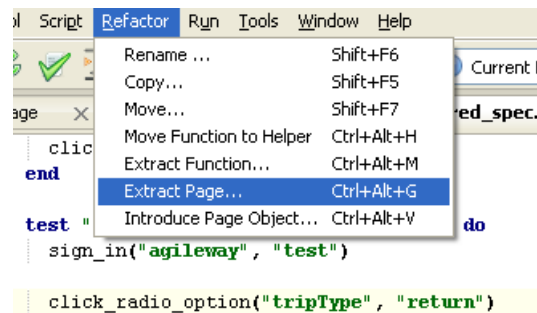 Script Refactor Run Tools Window Help
Current
Rename ... Shift+F6
Copy... Shift+F5
Move... Shift+F7
Move Function to Helper Ctrl+Alt+H
Extract Function... Ctrl+Alt+M
Extract Page... Ctrl+Alt+G
Introduce Page Object... Ctrl+Alt+V
age red_spec.
clic
end
test " do
sign_in("agileway", "test")
click_radio_option("tripType", "return")